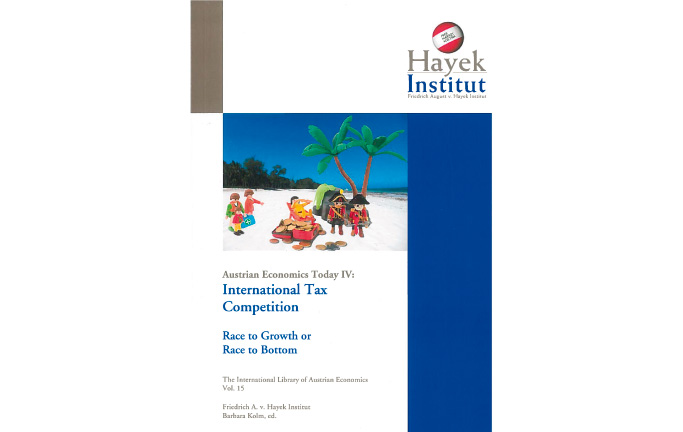 Hayek
Institut
Friedrich August v. Hayek Institut
Austrian Economics Today IV:
International Tax
Competition
Race to Growth or
Race to Bottom
The International Library of Austrian Economics
Vol. 15
Friedrich A. v. Hayek Institut
Barbara Kolm, ed.